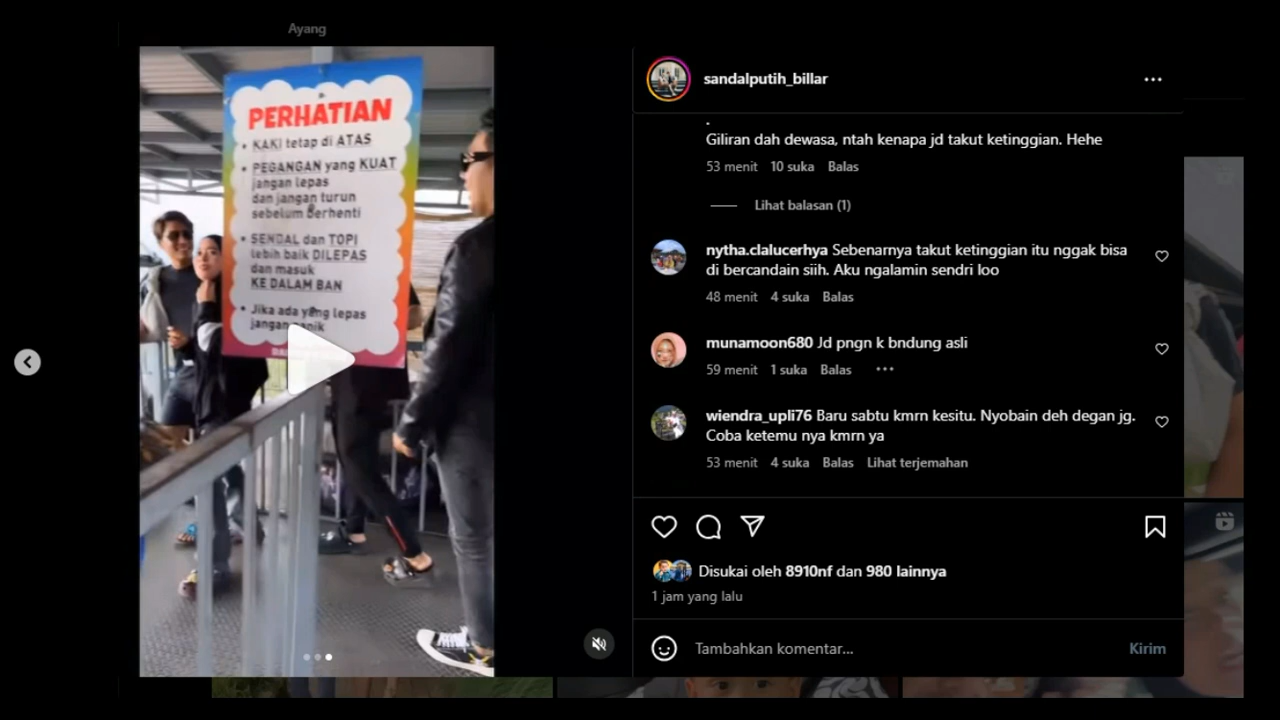 Ayang
PERHATIAN
• KAKI tetap di ATAS
• PEGANGAN yang KUAT
jangan lepas
dan jangan turun
sebelum Berhenti
• SENDAL dan TOPI
lebih baik DILEPAS
dan masuk
KE DALAM BAN
• Jika ada yang lepas
jangan panik
sandalputih_billar
.
Giliran dah dewasa, ntah kenapa jd takut ketinggian. Hehe
53 menit 10 suka Balas
Lihat balasan (1)
nytha.clalucerhya Sebenarnya takut ketinggian itu nggak bisa
di bercandain siih. Aku ngalamin sendri loo
48 menit 4 suka Balas
munamoon680 Jd pngn k bndung asli
59 menit 1 suka Balas
wiendra_upli76 Baru sabtu kmrn kesitu. Nyobain deh degan jg.
Coba ketemu nya kmrn ya
53 menit 4 suka Balas Lihat terjemahan
Disukai oleh 8910nf dan 980 lainnya
1 jam yang lalu
Tambahkan komentar...
Kirim